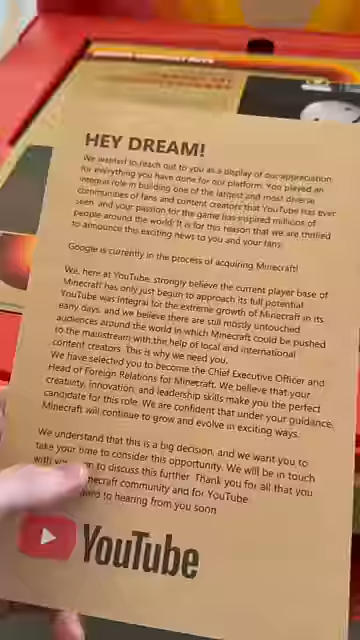 HEY DREAM!
We wanted to reach out to you as a display of our appreciation
for everything you have done for our platform. You played an
integral role in building one of the largest and most diverse
communities of fans and content creators that YouTube has ever
seen, and your passion for the game has inspired millions of
people around the world. It is for this reason that we are thrilled
to announce this exciting news to you and your fans:
Google is currently in the process of acquiring Minecraft!
We, here at YouTube, strongly believe the current player base of
Minecraft has only just begun to approach its full potential.
YouTube was integral for the extreme growth of Minecraft in its
early days, and we believe there are still mostly untouched
audiences around the world in which Minecraft could be pushed
to the mainstream with the help of local and international
content creators. This is why we need you.
We have selected you to become the Chief Executive Officer and
Head of Foreign Relations for Minecraft. We believe that your
creativity, innovation, and leadership skills make you the perfect
candidate for this role. We are confident that under your guidance,
Minecraft will continue to grow and evolve in exciting ways.
We understand that this is a big decision, and we want you to
take your time to consider this opportunity. We will be in touch
with to discuss this further. Thank you for all that you
necraft community and for YouTube.
to hearing from you soon
YouTube